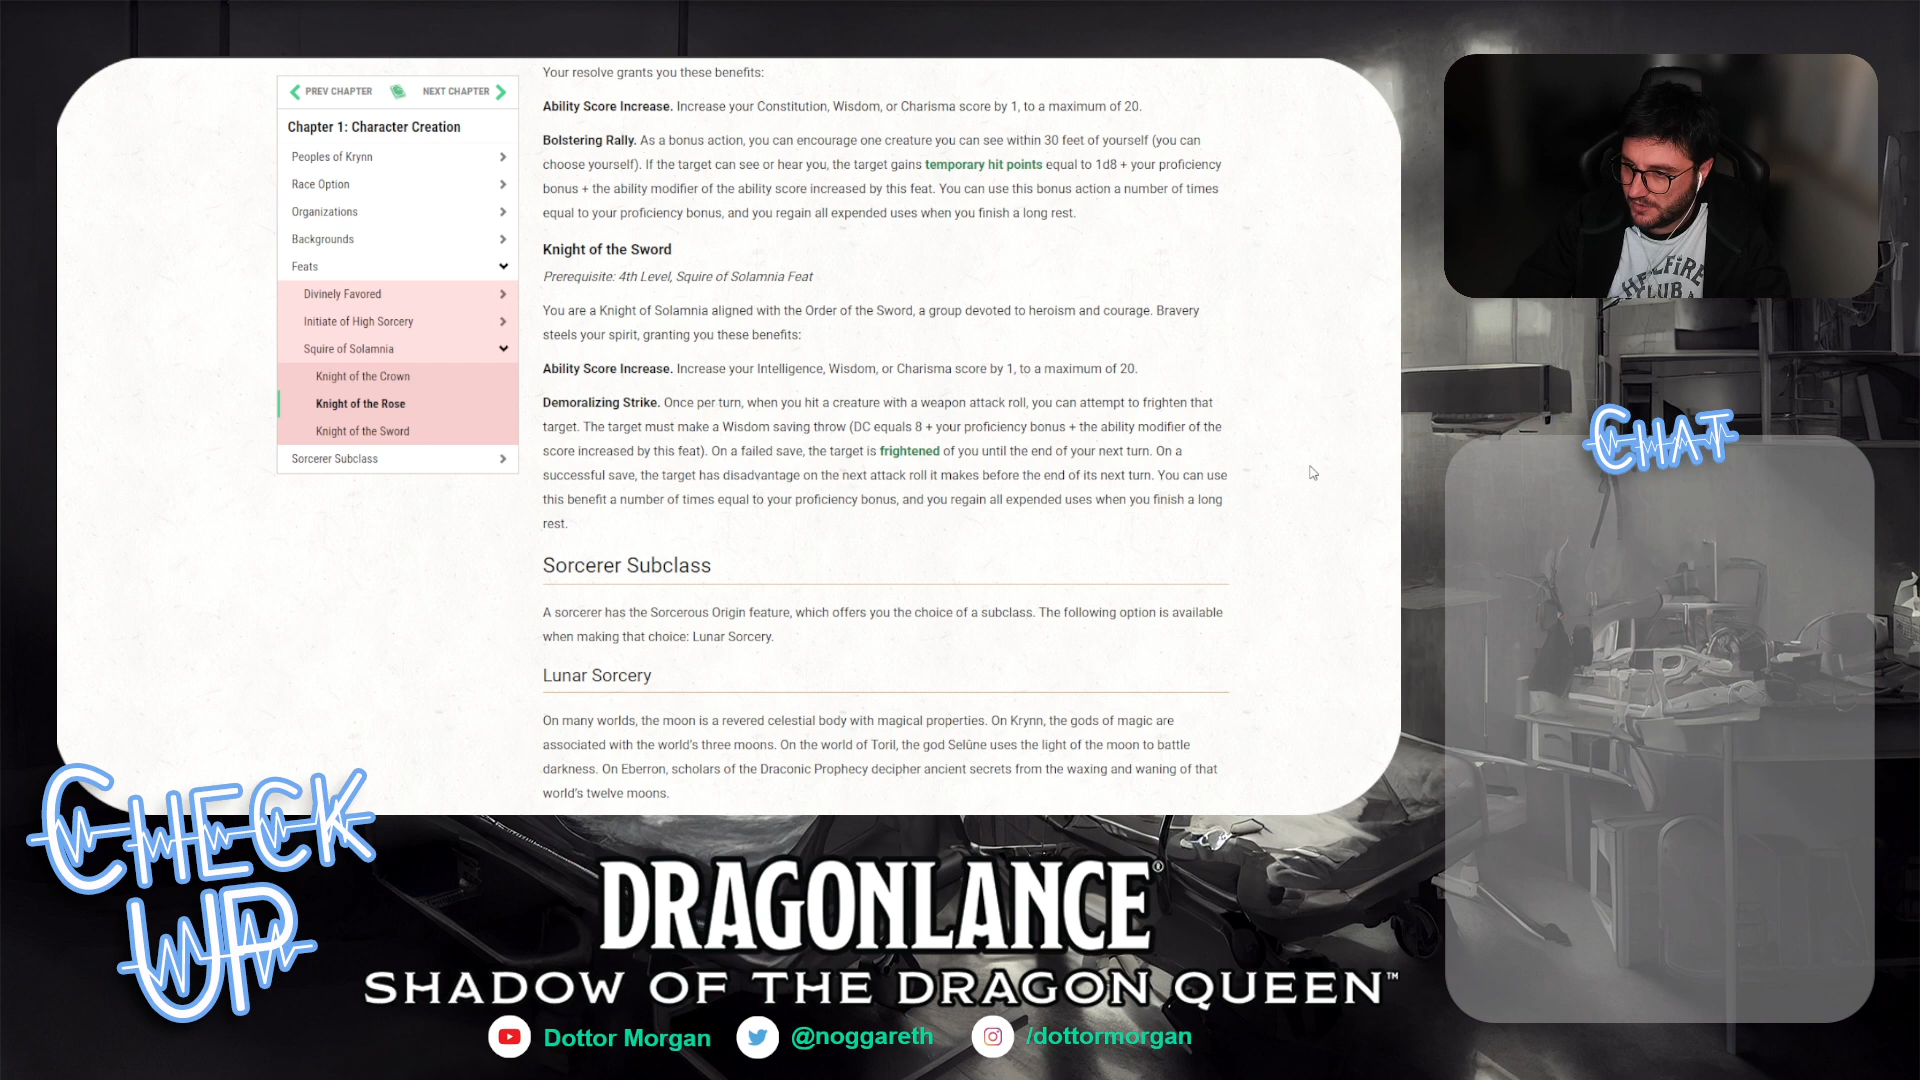 PREV CHAPTER
NEXT CHAPTER
Chapter 1: Character Creation
Peoples of Krynn
Race Option
Organizations
Backgrounds
Feats
Divinely Favored
Initiate of High Sorcery
Squire of Solamnia
Knight of the Crown
Knight of the Rose
Knight of the Sword
Sorcerer Subclass
Your resolve grants you these benefits:
Ability Score Increase. Increase your Constitution, Wisdom, or Charisma score by 1, to a maximum of 20.
Bolstering Rally. As a bonus action, you can encourage one creature you can see within 30 feet of yourself (you can
choose yourself). If the target can see or hear you, the target gains temporary hit points equal to 1d8 + your proficiency
bonus + the ability modifier of the ability score increased by this feat. You can use this bonus action a number of times
equal to your proficiency bonus, and you regain all expended uses when you finish a long rest.
Knight of the Sword
Prerequisite: 4th Level, Squire of Solamnia Feat
You are a Knight of Solamnia aligned with the Order of the Sword, a group devoted to heroism and courage. Bravery
steels your spirit, granting you these benefits:
Ability Score Increase. Increase your Intelligence, Wisdom, or Charisma score by 1, to a maximum of 20.
Demoralizing Strike. Once per turn, when you hit a creature with a weapon attack roll, you can attempt to frighten that
target. The target must make a Wisdom saving throw (DC equals 8 + your proficiency bonus + the ability modifier of the
score increased by this feat). On a failed save, the target is frightened of you until the end of your next turn. On a
successful save, the target has disadvantage on the next attack roll it makes before the end of its next turn. You can use
this benefit a number of times equal to your proficiency bonus, and you regain all expended uses when you finish a long
rest.
Sorcerer Subclass
A sorcerer has the Sorcerous Origin feature, which offers you the choice of a subclass. The following option is available
when making that choice: Lunar Sorcery.
Lunar Sorcery
On many worlds, the moon is a revered celestial body with magical properties. On Krynn, the gods of magic are
associated with the world's three moons. On the world of Toril, the god Selûne uses the light of the moon to battle
darkness. On Eberron, scholars of the Draconic Prophecy decipher ancient secrets from the waxing and waning of that
world's twelve moons.
HELLFIRE
CLUB
CHAT
CHECK
UP
DRAGONLANCE®
SHADOW OF THE DRAGON QUEEN™
Dottor Morgan
@noggareth
/dottormorgan